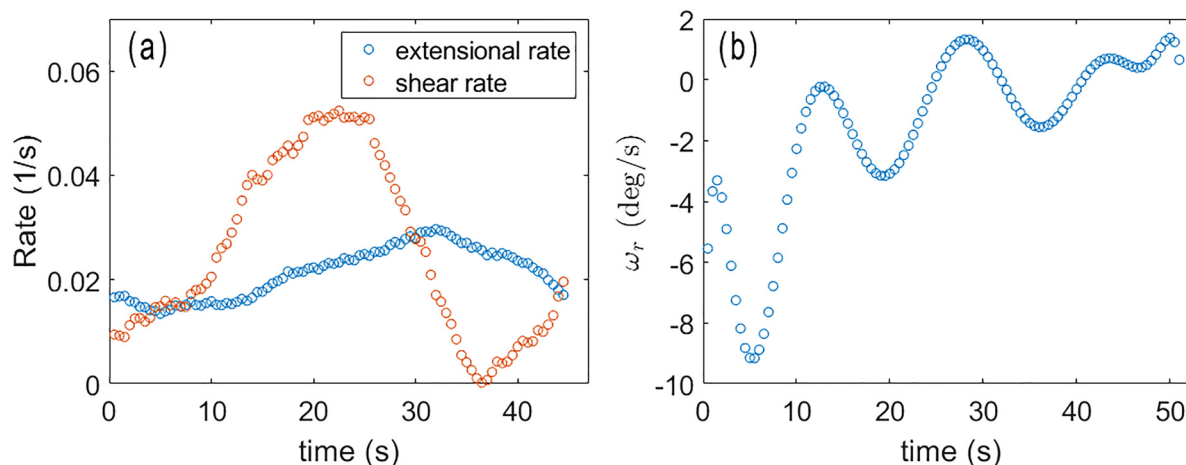 (a)
extensional rate
shear rate
Rate (1/s)
0.06
0.04
0.02
0
0 10 20 30 40
time (s)
(b)
ω_r (deg/s)
2
0
-2
-4
-6
-8
-10
0 10 20 30 40 50
time (s)